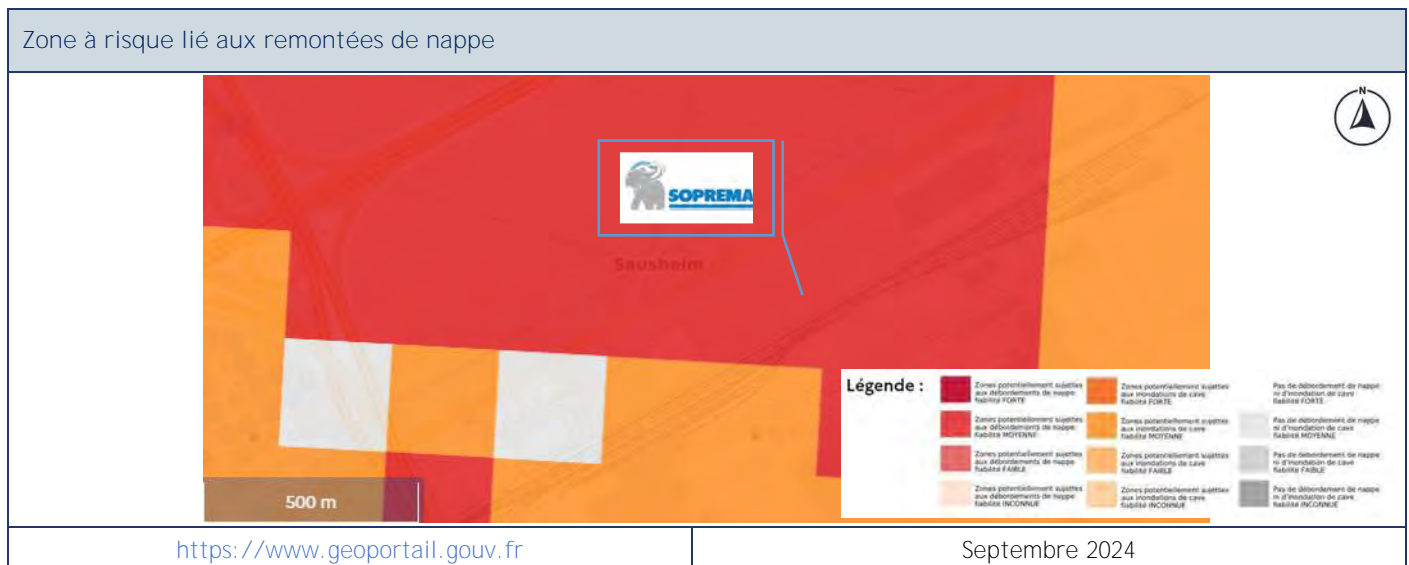 Zone à risque lié aux remontées de nappe
N
SOPREMA
Sausheim
500 m
Légende :
Zones potentiellement sujettes
aux débordements de nappe
fiabilité FORTE
Zones potentiellement sujettes
aux inondations de cave
fiabilité FORTE
Pas de débordement de nappe
ni d'inondation de cave
fiabilité FORTE
Zones potentiellement sujettes
aux débordements de nappe
fiabilité MOYENNE
Zones potentiellement sujettes
aux inondations de cave
fiabilité MOYENNE
Pas de débordement de nappe
ni d'inondation de cave
fiabilité MOYENNE
Zones potentiellement sujettes
aux débordements de nappe
fiabilité FAIBLE
Zones potentiellement sujettes
aux inondations de cave
fiabilité FAIBLE
Pas de débordement de nappe
ni d'inondation de cave
fiabilité FAIBLE
Zones potentiellement sujettes
aux débordements de nappe
fiabilité INCONNUE
Zones potentiellement sujettes
aux inondations de cave
fiabilité INCONNUE
Pas de débordement de nappe
ni d'inondation de cave
fiabilité INCONNUE
https://www.geoportail.gouv.fr
Septembre 2024